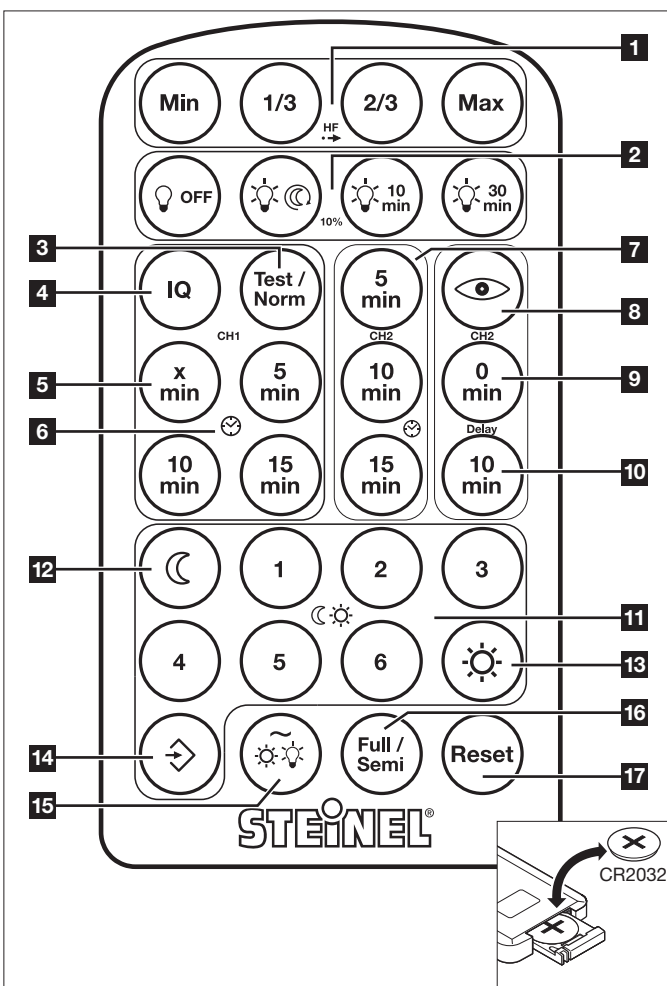 1
Min 1/3 2/3 Max
HF
2
OFF 10 min 30 min
10%
3
4
IQ Test / Norm
5 min
7
8
CH1 CH2 CH2
5
x min 5 min 10 min 0 min
9
6
Delay
10 min 15 min 15 min 10 min
10
12
1 2 3
11
4 5 6
13
14
15
Full / Semi
16
Reset
17
STEINEL®
CR2032